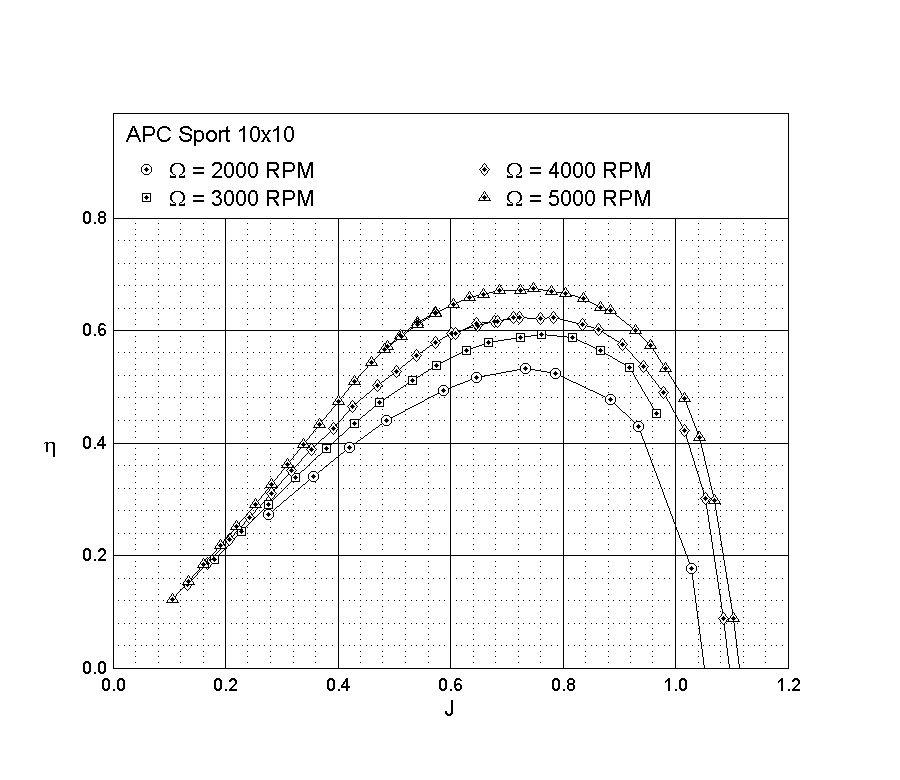 APC Sport 10x10
Ω = 2000 RPM
Ω = 4000 RPM
Ω = 3000 RPM
Ω = 5000 RPM
0.8
0.6
η
0.4
0.2
0.0
0.0 0.2 0.4 0.6 0.8 1.0 1.2
J